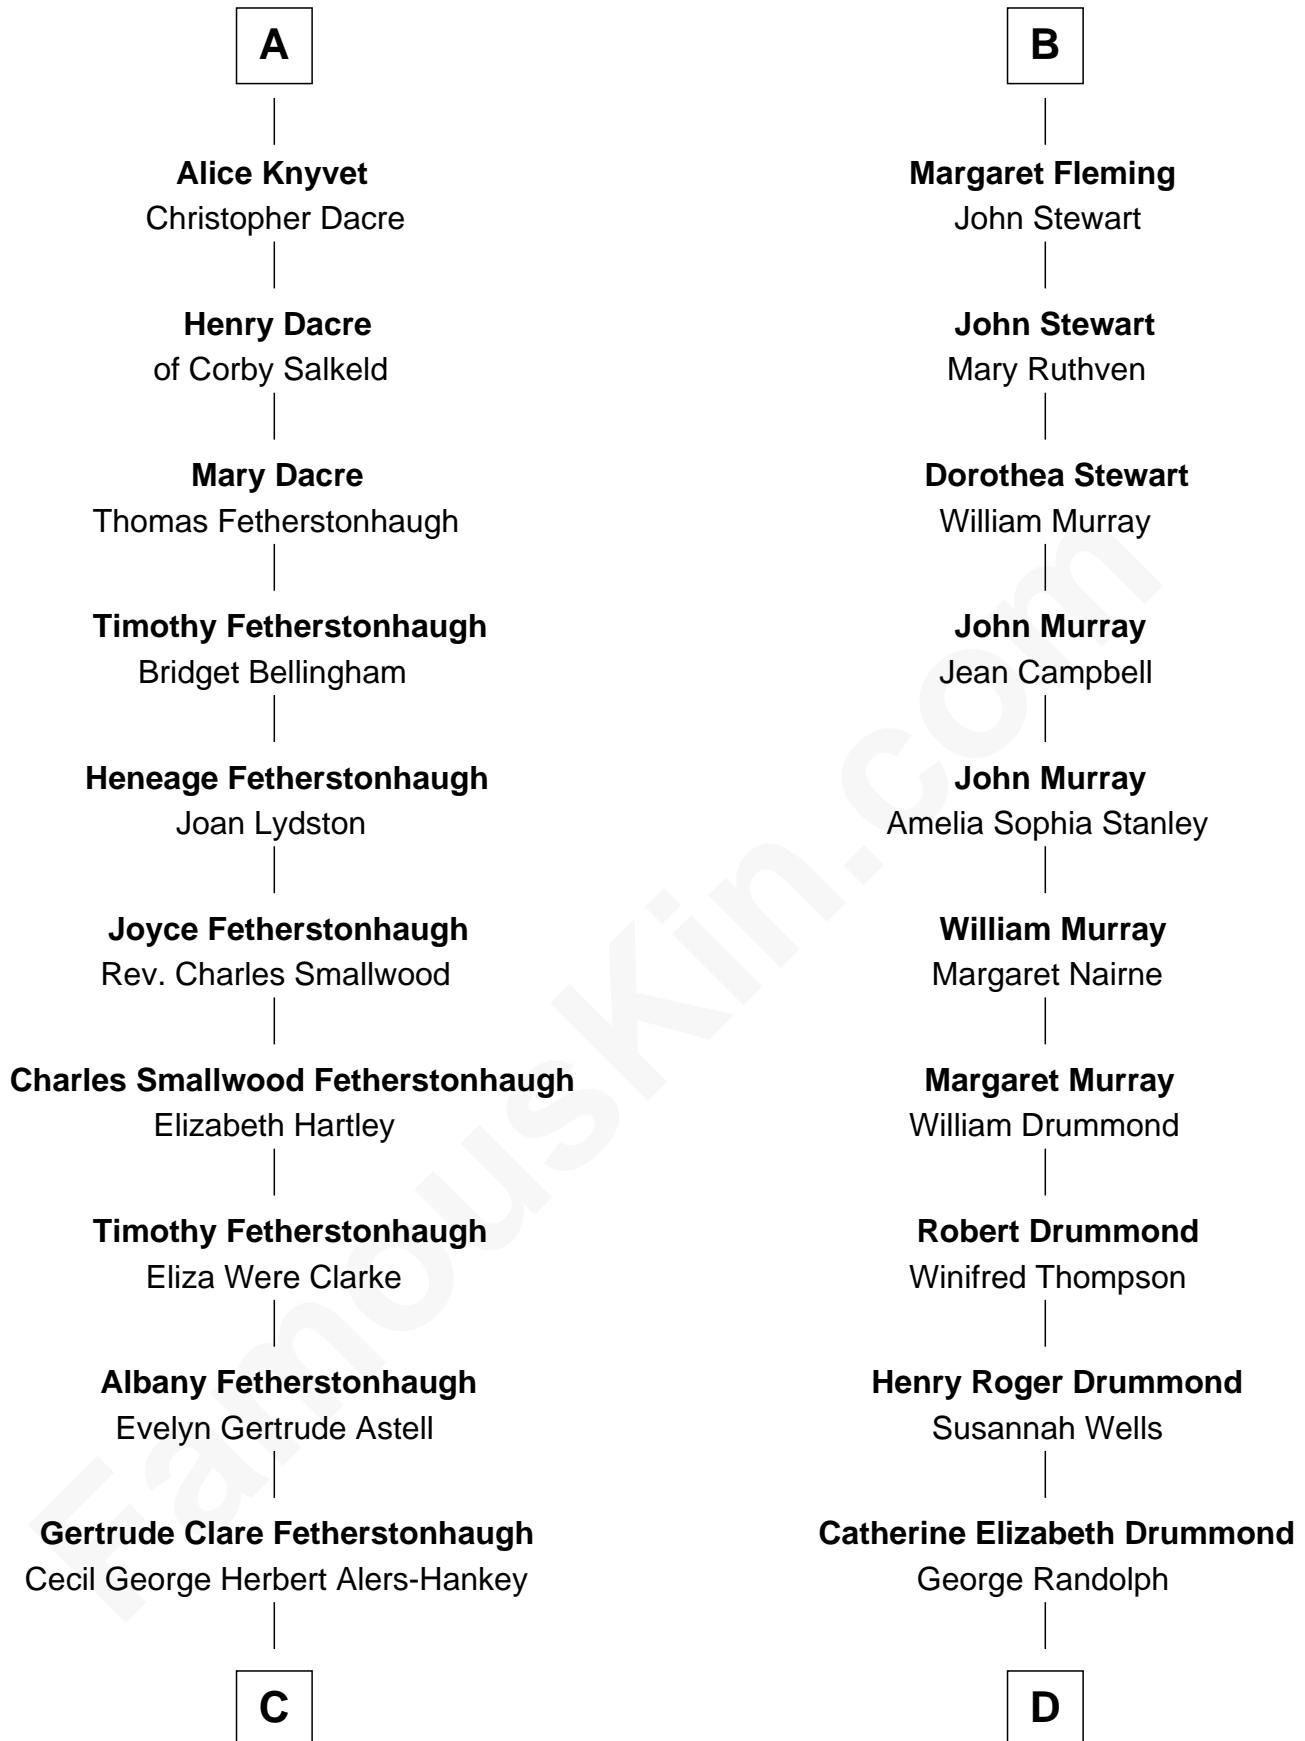 A
Alice Knyvet
Christopher Dacre
Henry Dacre
of Corby Salkeld
Mary Dacre
Thomas Fetherstonhaugh
Timothy Fetherstonhaugh
Bridget Bellingham
Heneage Fetherstonhaugh
Joan Lydston
Joyce Fetherstonhaugh
Rev. Charles Smallwood
Charles Smallwood Fetherstonhaugh
Elizabeth Hartley
Timothy Fetherstonhaugh
Eliza Were Clarke
Albany Fetherstonhaugh
Evelyn Gertrude Astell
Gertrude Clare Fetherstonhaugh
Cecil George Herbert Alers-Hankey
C
B
Margaret Fleming
John Stewart
John Stewart
Mary Ruthven
Dorothea Stewart
William Murray
John Murray
Jean Campbell
John Murray
Amelia Sophia Stanley
William Murray
Margaret Nairne
Margaret Murray
William Drummond
Robert Drummond
Winifred Thompson
Henry Roger Drummond
Susannah Wells
Catherine Elizabeth Drummond
George Randolph
D
FamousKin.com